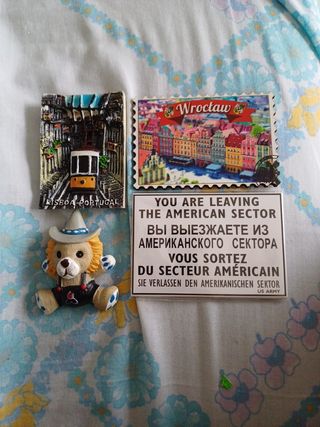 Wrocław
LISBOA-PORTUGAL
YOU ARE LEAVING
THE AMERICAN SECTOR
ВЫ ВЫЕЗЖАЕТЕ ИЗ
АМЕРИКАНСКОГО СЕКТОРА
VOUS SORTEZ
DU SECTEUR AMÉRICAIN
SIE VERLASSEN DEN AMERIKANISCHEN SEKTOR
US ARMY